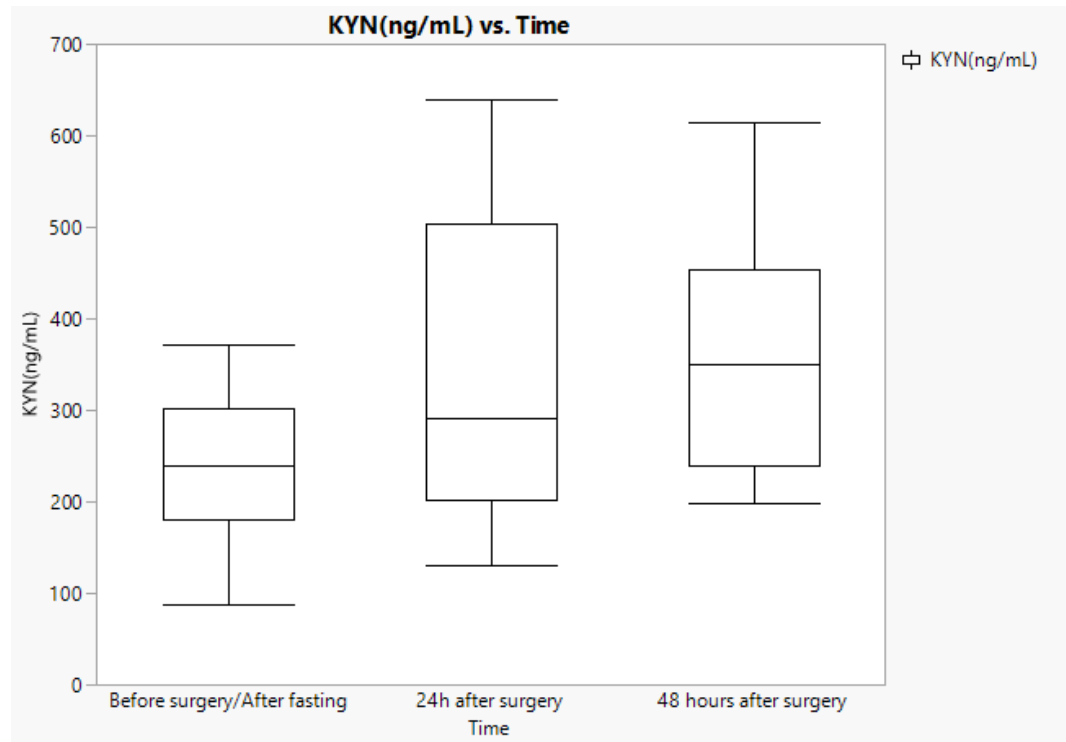 KYN(ng/mL) vs. Time
KYN(ng/mL)
700
600
500
400
300
200
100
0
KYN(ng/mL)
Before surgery/After fasting
24h after surgery
48 hours after surgery
Time